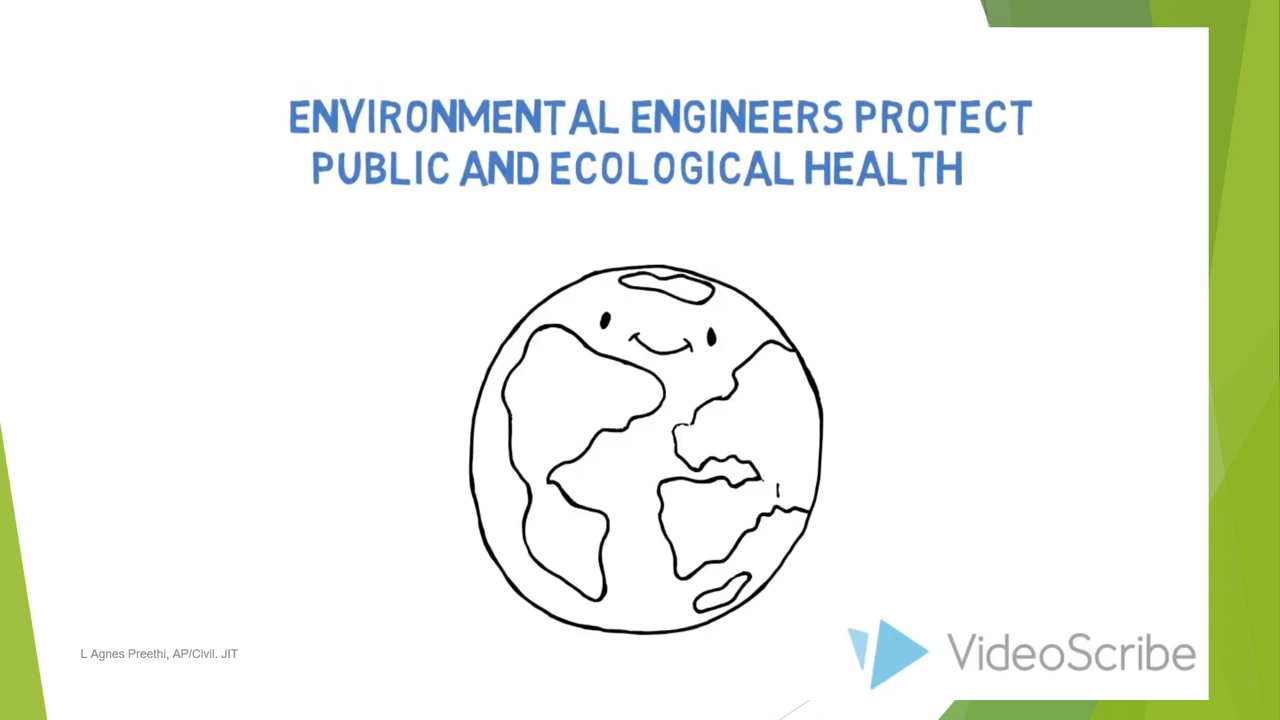 ENVIRONMENTAL ENGINEERS PROTECT
PUBLIC AND ECOLOGICAL HEALTH
L Agnes Preethi, AP/Civil. JIT
VideoScribe